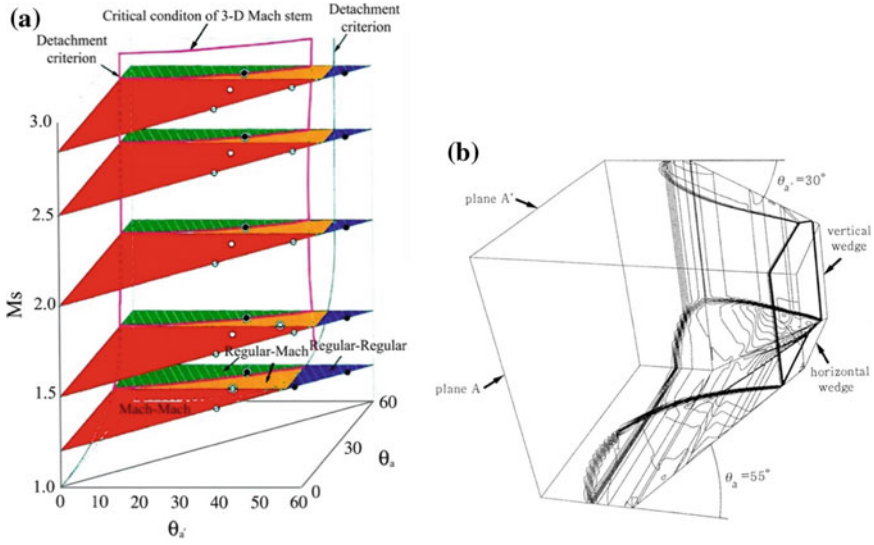 (a)
Critical conditon of 3-D Mach stem
Detachment
criterion
Detachment
criterion
3.0
2.5
2.0
1.5
1.0
Ms
Regular-Mach
Regular-Regular
Mach-Mach
0 10 20 30 40 50 60
θa'
0
30
60
θa
(b)
plane A'
θa'=30°
vertical
wedge
plane A
horizontal
wedge
θa=55°